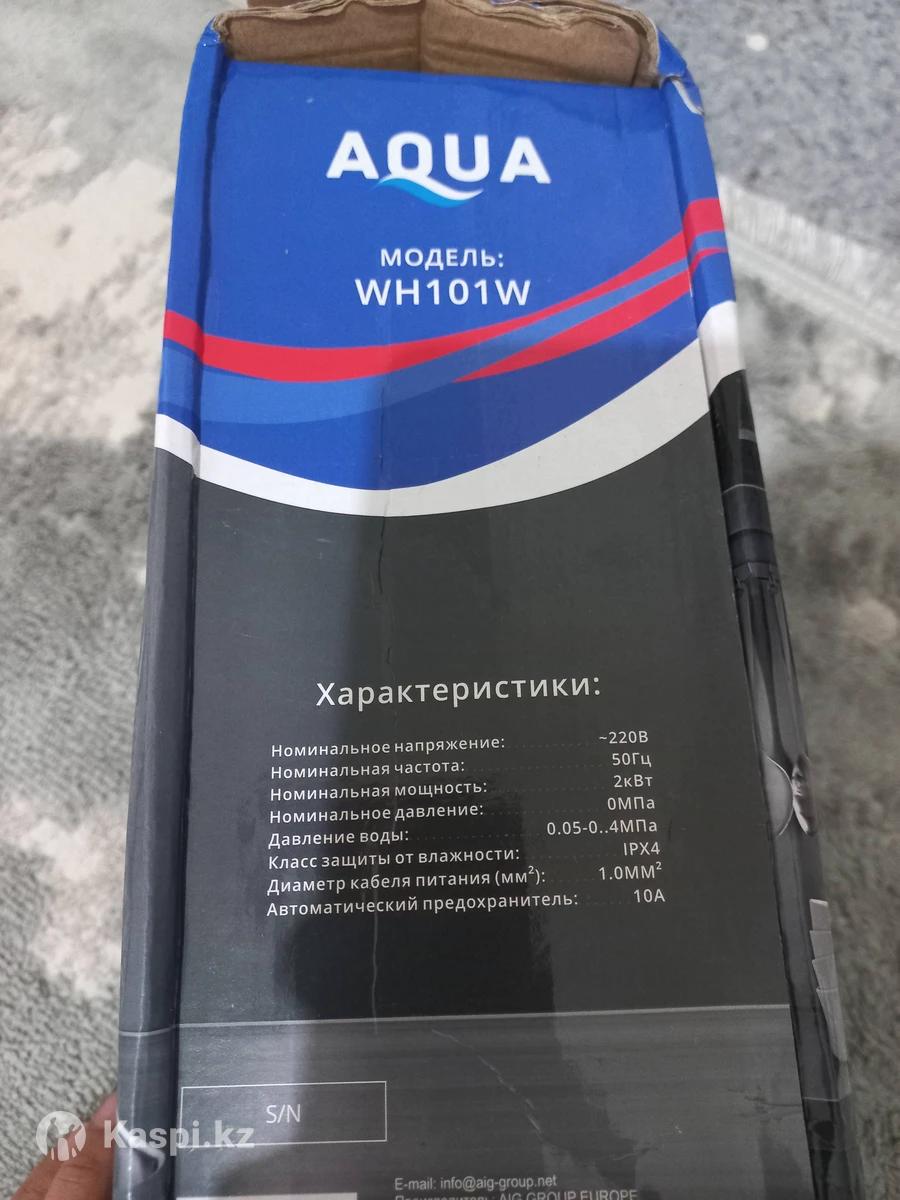 AQUA
МОДЕЛЬ:
WH101W
Характеристики:
Номинальное напряжение: ~220В
Номинальная частота: 50Гц
Номинальная мощность: 2кВт
Номинальное давление: 0МПа
Давление воды: 0.05-0..4МПа
Класс защиты от влажности: IPX4
Диаметр кабеля питания (мм²): 1.0ММ²
Автоматический предохранитель: 10А
S/N
Kaspi.kz
E-mail: info@aig-group.net
AIG GROUP EUROPE